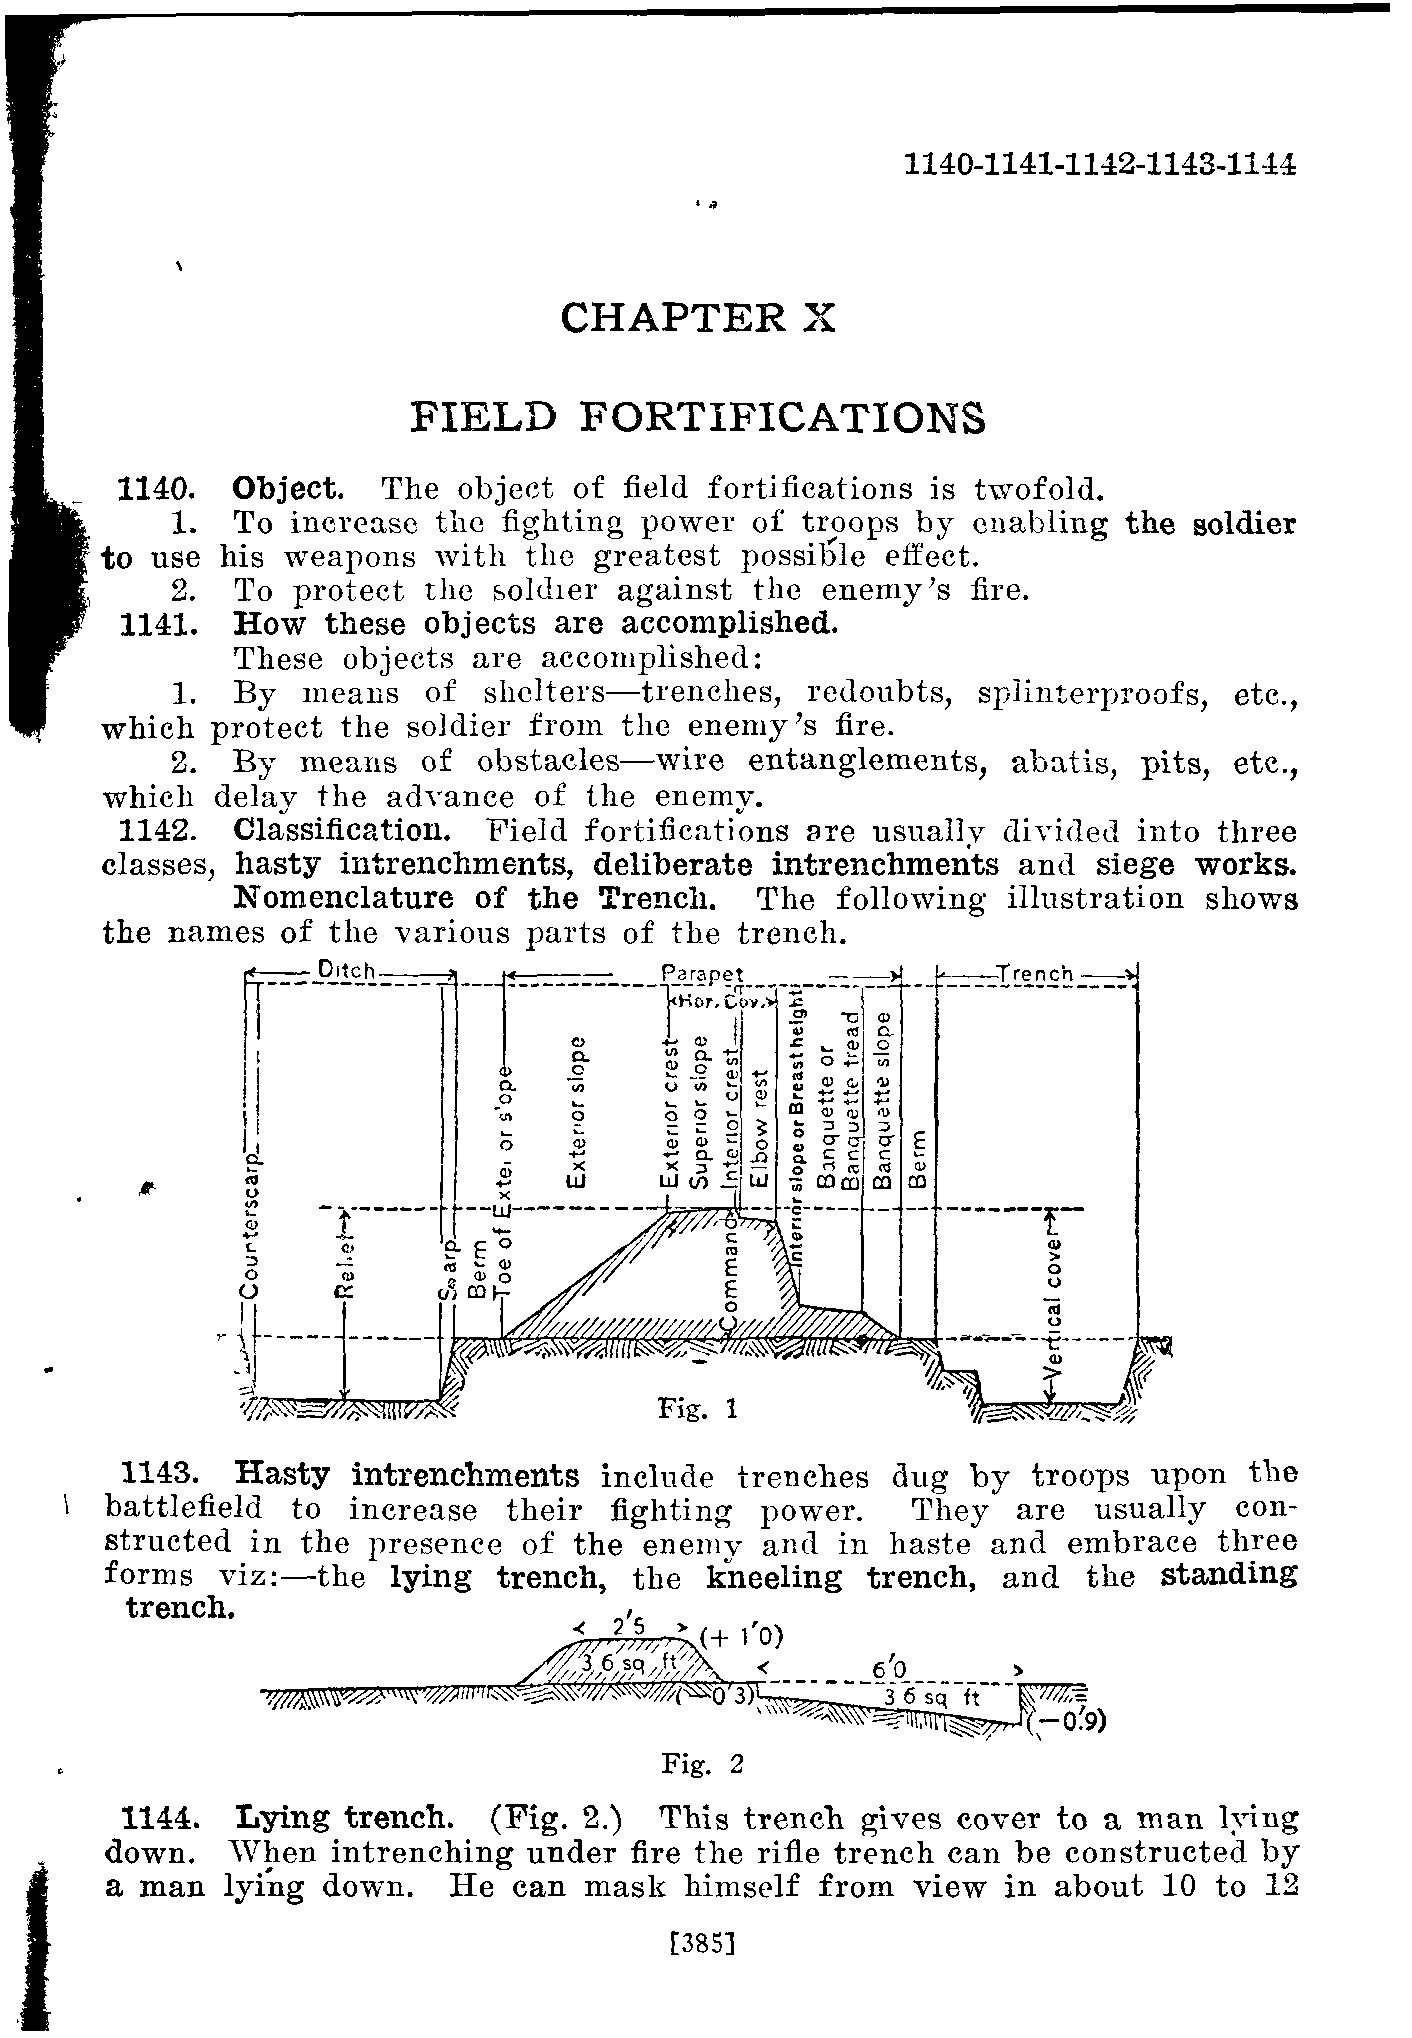 1140-1141-1142-1143-1144
CHAPTER X
FIELD FORTIFICATIONS
1140. Object. The object of field fortifications is twofold.
1. To increase the fighting power of troops by enabling the soldier
to use his weapons with the greatest possible effect.
2. To protect the soldier against the enemy's fire.
1141. How these objects are accomplished.
These objects are accomplished:
1. By means of shelters—trenches, redoubts, splinterproofs, etc.,
which protect the soldier from the enemy's fire.
2. By means of obstacles—wire entanglements, abatis, pits, etc.,
which delay the advance of the enemy.
1142. Classification. Field fortifications are usually divided into three
classes, hasty intrenchments, deliberate intrenchments and siege works.
Nomenclature of the Trench. The following illustration shows
the names of the various parts of the trench.
Ditch Parapet Trench
Hor. Cov.
Counterscarp
Relief
Scarp
Berm
Toe of Exterior slope
Exterior slope
Exterior crest
Superior slope
Interior crest
Command
Elbow rest
Interior slope or Breast height
Banquette or
Banquette tread
Banquette slope
Berm
Vertical cover
Fig. 1
1143. Hasty intrenchments include trenches dug by troops upon the
battlefield to increase their fighting power. They are usually con-
structed in the presence of the enemy and in haste and embrace three
forms viz:—the lying trench, the kneeling trench, and the standing
trench.
2'5 (+ 1'0)
3.6 sq. ft 6'0
(—0'3) 3 6 sq ft
(—0'.9)
Fig. 2
1144. Lying trench. (Fig. 2.) This trench gives cover to a man lying
down. When intrenching under fire the rifle trench can be constructed by
a man lying down. He can mask himself from view in about 10 to 12
[385]